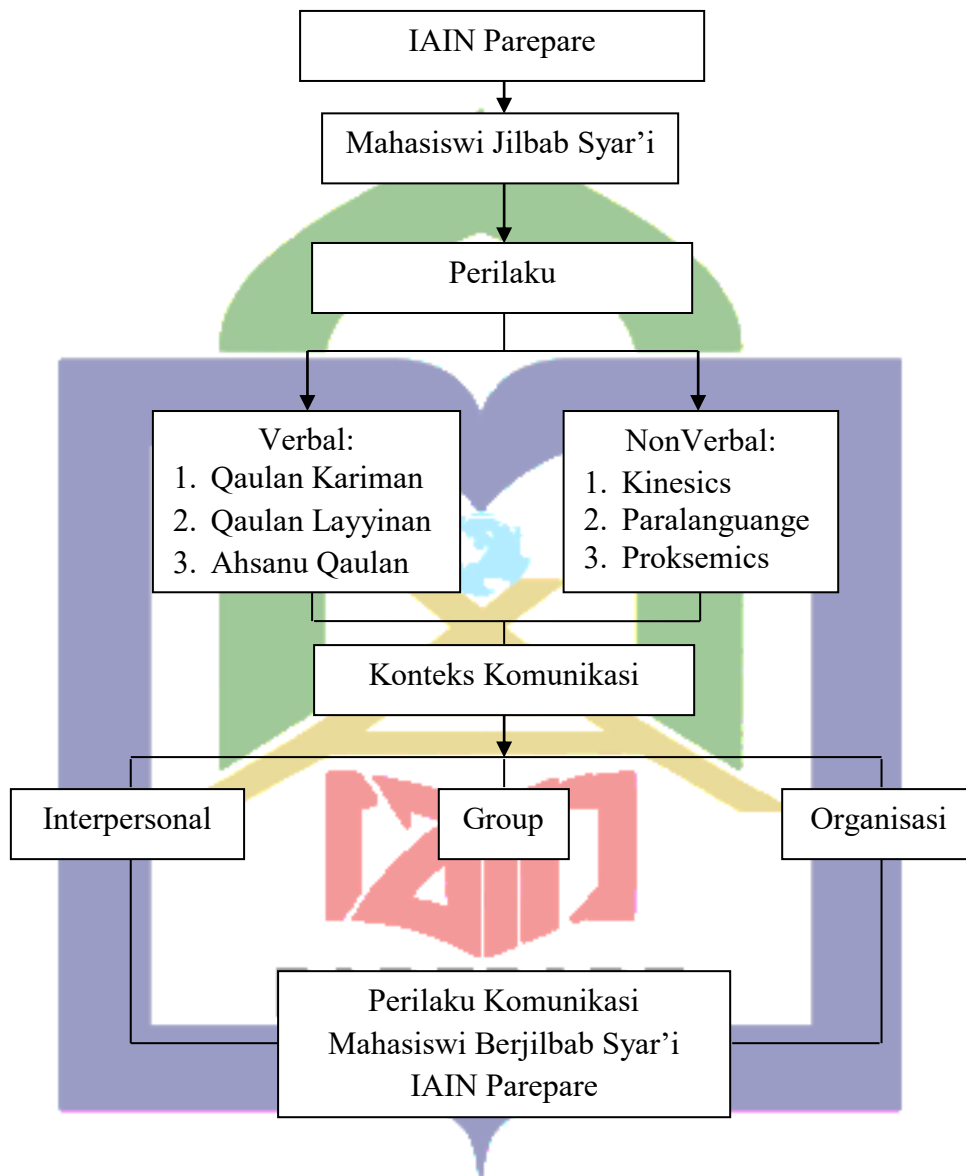 IAIN Parepare
Mahasiswi Jilbab Syar’i
Perilaku
Verbal:
1. Qaulan Kariman
2. Qaulan Layyinan
3. Ahsanu Qaulan
NonVerbal:
1. Kinesics
2. Paralanguange
3. Proksemics
Konteks Komunikasi
Interpersonal
Group
Organisasi
Perilaku Komunikasi
Mahasiswi Berjilbab Syar’i
IAIN Parepare